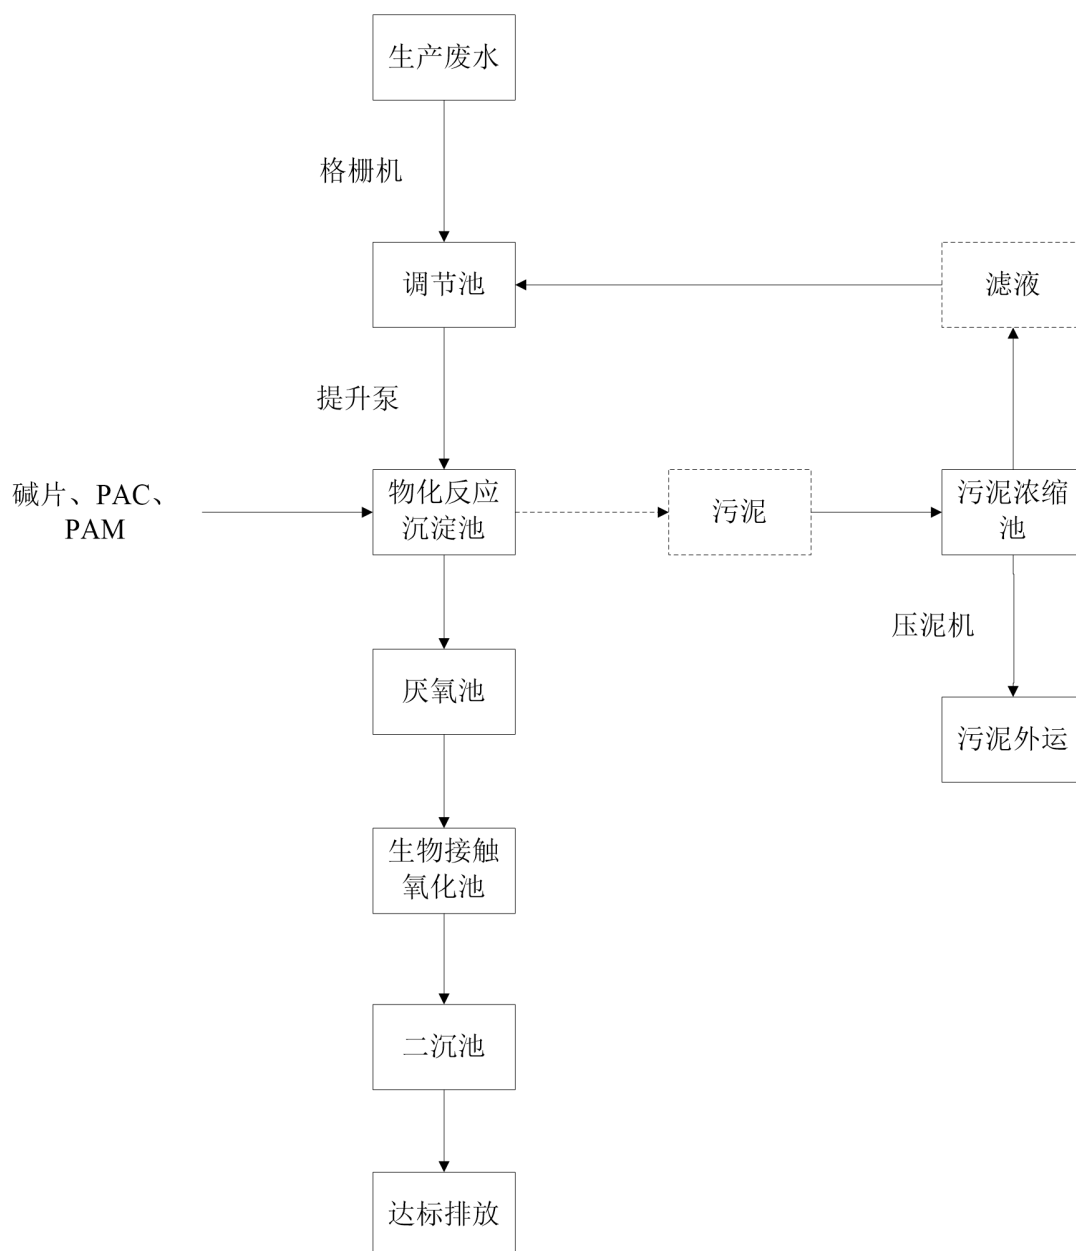 生产废水
格栅机
调节池
滤液
提升泵
碱片、PAC、
PAM
物化反应
沉淀池
污泥
污泥浓缩
池
压泥机
厌氧池
污泥外运
生物接触
氧化池
二沉池
达标排放